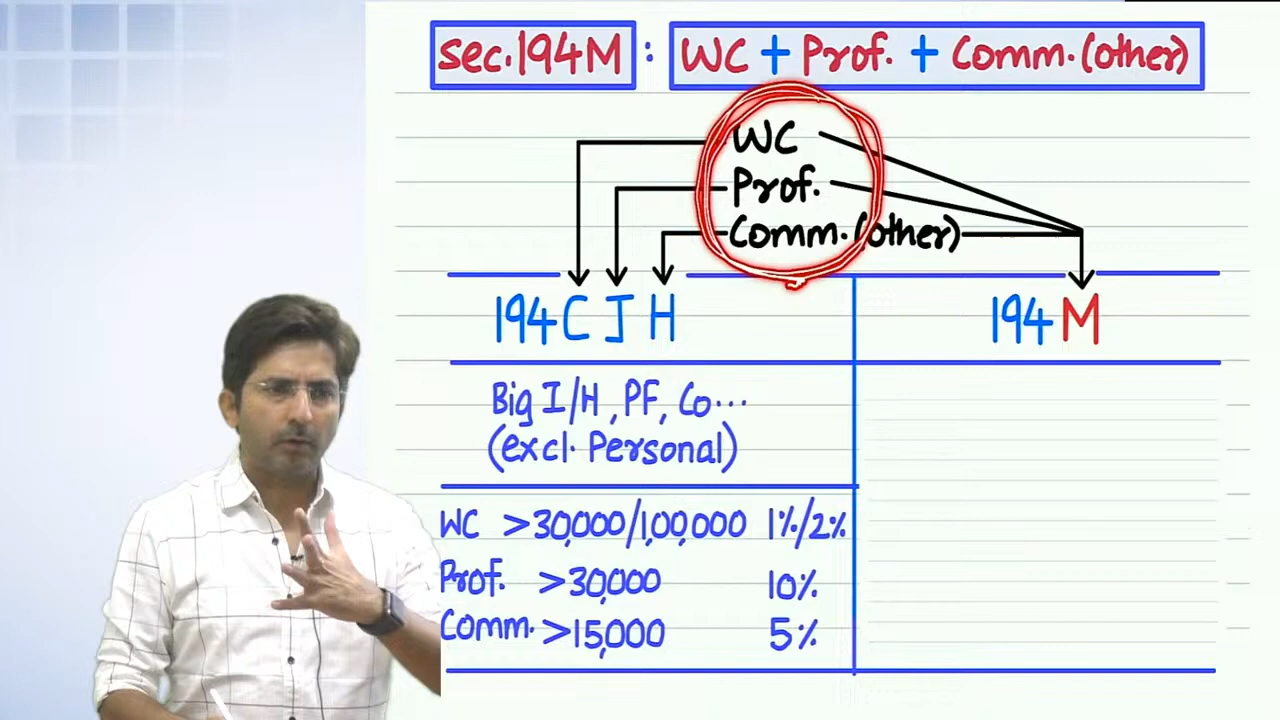 sec.194M : WC + Prof. + Comm.(other)
WC
Prof.
Comm.(other)
194C J H
194M
Big I/H, PF, Co...
(excl. Personal)
WC >30,000/1,00,000 1%/2%
Prof. >30,000 10%
Comm. >15,000 5%